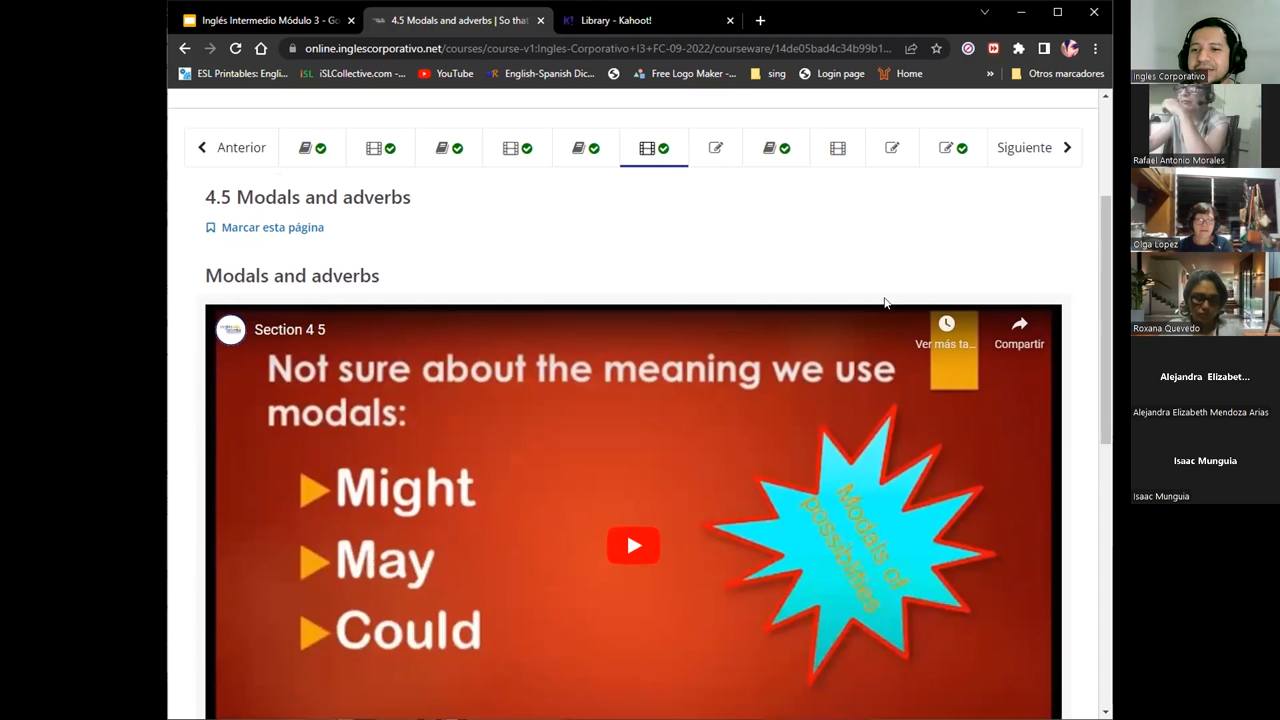 Inglés Intermedio Módulo 3 - Go
4.5 Modals and adverbs | So that
Library - Kahoot!
online.inglescorporativo.net/courses/course-v1:Ingles-Corporativo+I3+FC-09-2022/courseware/14de05bad4c34b99b1...
ESL Printables: Engli...
iSLCollective.com -...
YouTube
English-Spanish Dic...
Free Logo Maker -...
sing
Login page
Home
»
Otros marcadores
Anterior
Siguiente
4.5 Modals and adverbs
Marcar esta página
Modals and adverbs
Section 4 5
Ver más ta...
Compartir
Not sure about the meaning we use
modals:
Might
May
Could
Modals of
possibilities
Ingles Corporativo
Rafael Antonio Morales
Olga Lopez
Roxana Quevedo
Alejandra Elizabet...
Alejandra Elizabeth Mendoza Arias
Isaac Munguia
Isaac Munguia